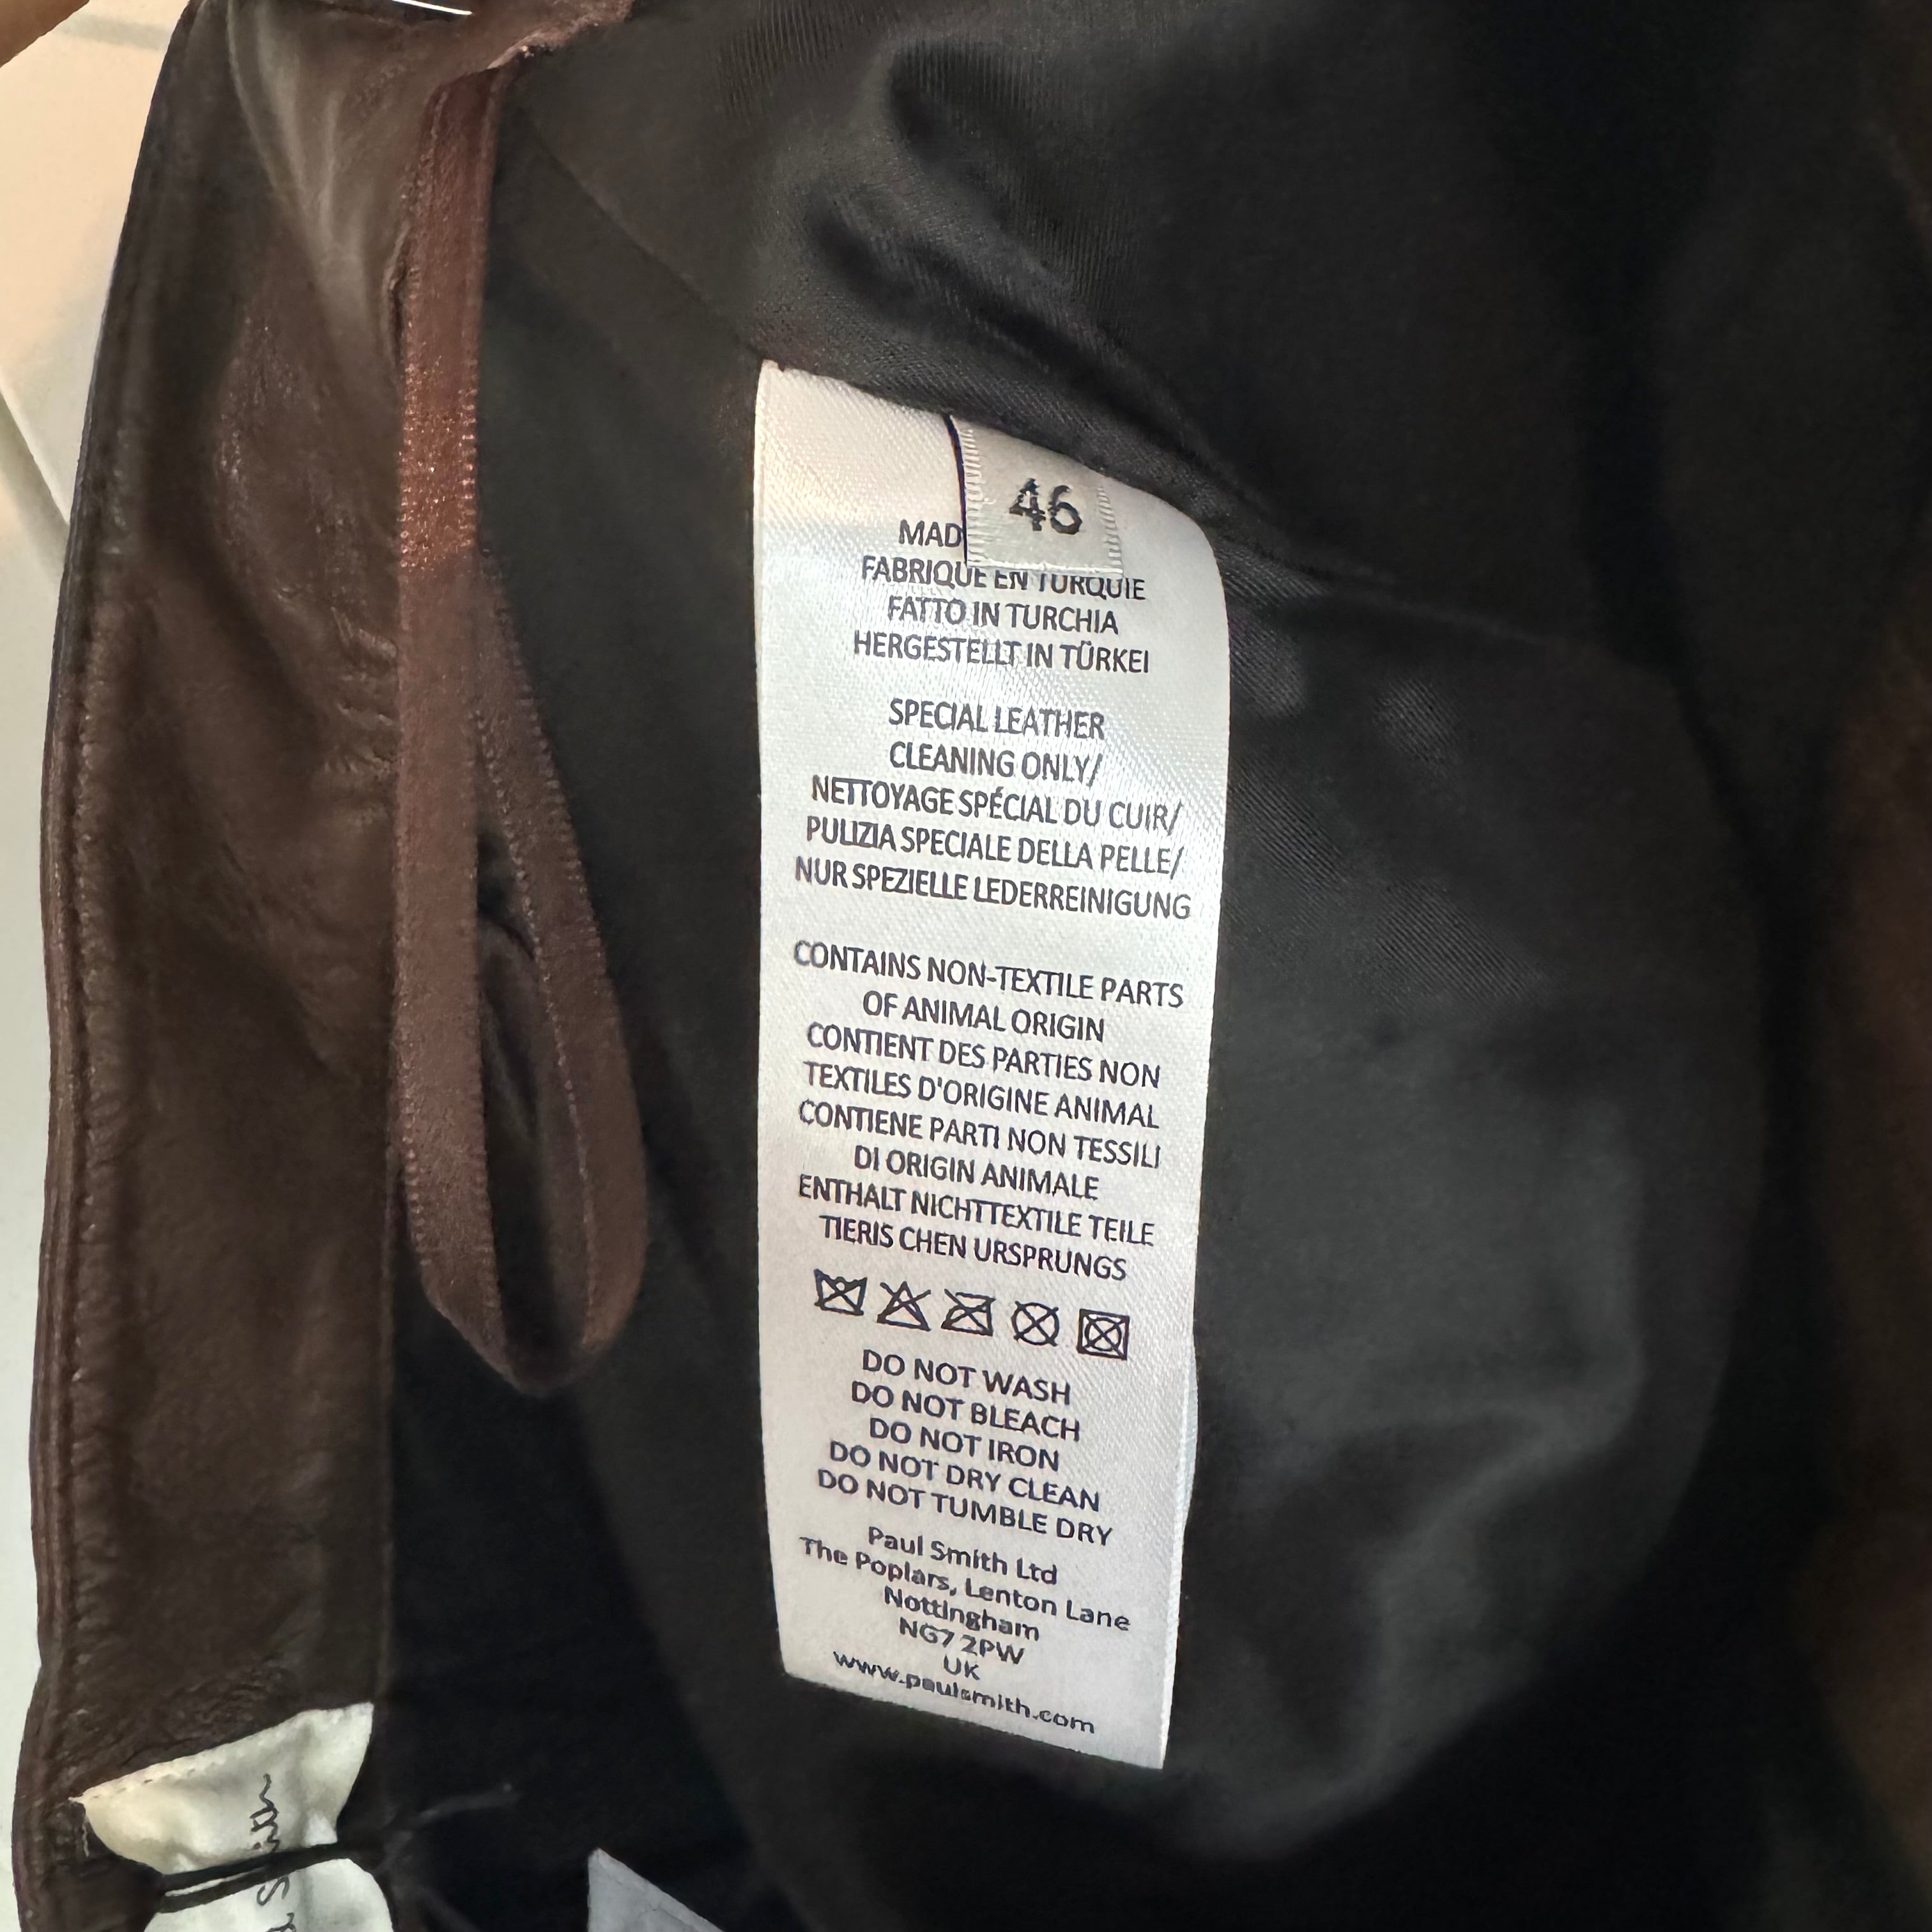 46
MAD
FABRIQUE EN TURQUIE
FATTO IN TURCHIA
HERGESTELLT IN TÜRKEI
SPECIAL LEATHER
CLEANING ONLY/
NETTOYAGE SPÉCIAL DU CUIR/
PULIZIA SPECIALE DELLA PELLE/
NUR SPEZIELLE LEDERREINIGUNG
CONTAINS NON-TEXTILE PARTS
OF ANIMAL ORIGIN
CONTIENT DES PARTIES NON
TEXTILES D'ORIGINE ANIMAL
CONTIENE PARTI NON TESSILI
DI ORIGIN ANIMALE
ENTHALT NICHTTEXTILE TEILE
TIERIS CHEN URSPRUNGS
DO NOT WASH
DO NOT BLEACH
DO NOT IRON
DO NOT DRY CLEAN
DO NOT TUMBLE DRY
Paul Smith Ltd
The Poplars, Lenton Lane
Nottingham
NG7 2PW
UK
www.paulsmith.com